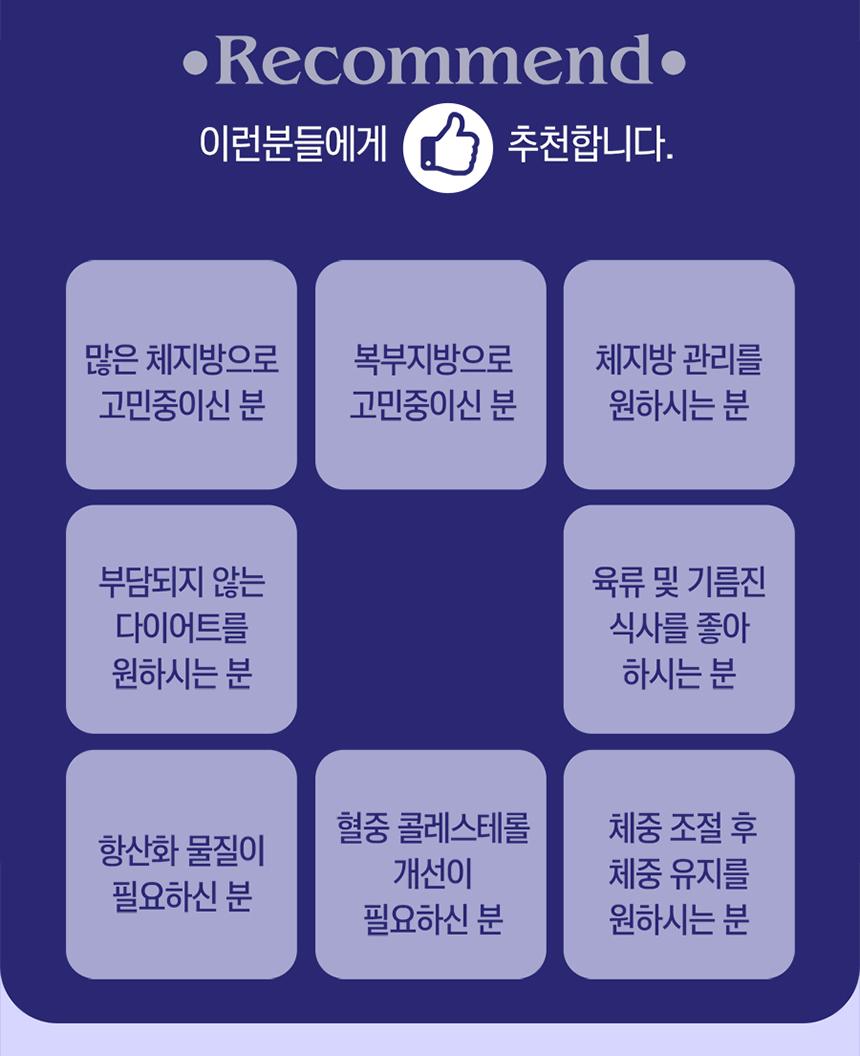 •Recommend•
이런분들에게 추천합니다.
많은 체지방으로
고민중이신 분
복부지방으로
고민중이신 분
체지방 관리를
원하시는 분
부담되지 않는
다이어트를
원하시는 분
육류 및 기름진
식사를 좋아
하시는 분
항산화 물질이
필요하신 분
혈중 콜레스테롤
개선이
필요하신 분
체중 조절 후
체중 유지를
원하시는 분